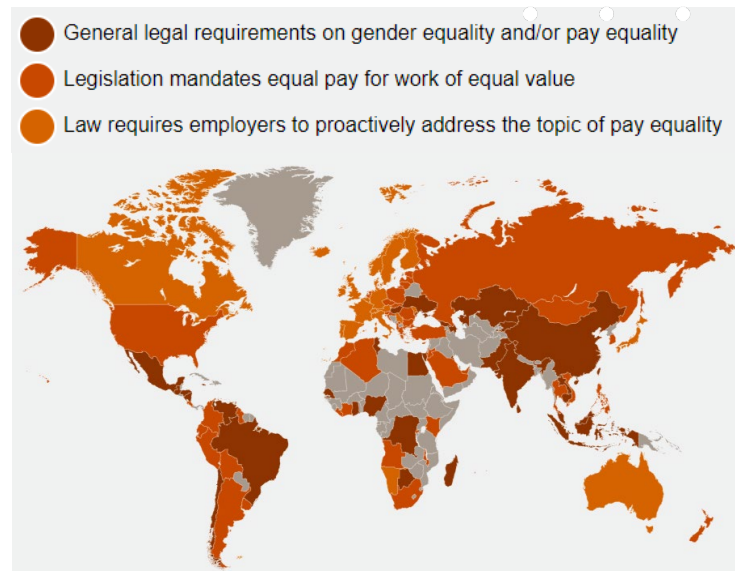 General legal requirements on gender equality and/or pay equality
Legislation mandates equal pay for work of equal value
Law requires employers to proactively address the topic of pay equality